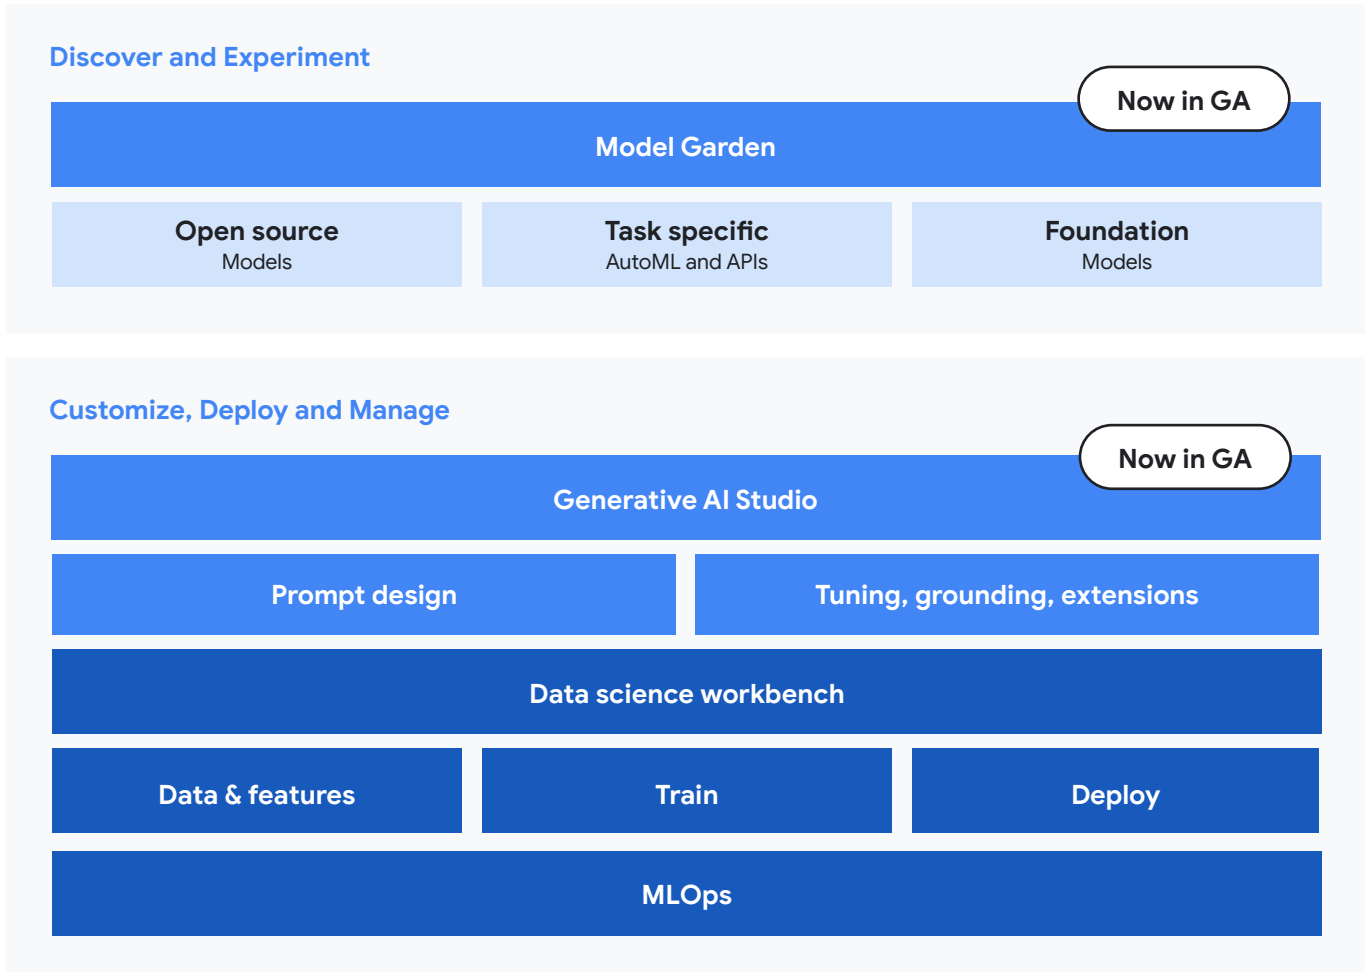 Discover and Experiment
Now in GA
Model Garden
Open source
Models
Task specific
AutoML and APIs
Foundation
Models
Customize, Deploy and Manage
Now in GA
Generative AI Studio
Prompt design
Tuning, grounding, extensions
Data science workbench
Data & features
Train
Deploy
MLOps